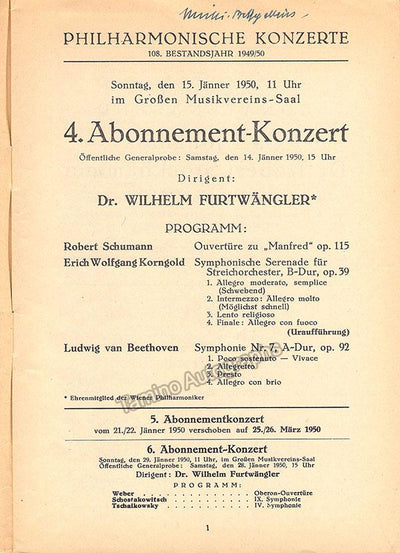 PHILHARMONISCHE KONZERTE
108. BESTANDSJAHR 1949/50
Sonntag, den 15. Jänner 1950, 11 Uhr
im Großen Musikvereins-Saal
4. Abonnement-Konzert
Öffentliche Generalprobe: Samstag, den 14. Jänner 1950, 15 Uhr
Dirigent:
Dr. WILHELM FURTWÄNGLER*
PROGRAMM:
Robert Schumann Ouvertüre zu „Manfred" op. 115
Erich Wolfgang Korngold Symphonische Serenade für
Streichorchester, B-Dur, op. 39
1. Allegro moderato, semplice
(Schwebend)
2. Intermezzo: Allegro molto
(Möglichst schnell)
3. Lento religioso
4. Finale: Allegro con fuoco
(Uraufführung)
Ludwig van Beethoven Symphonie Nr. 7, A-Dur, op. 92
1. Poco sostenuto — Vivace
2. Allegretto
3. Presto
4. Allegro con brio
Tamino Autographs
* Ehrenmitglied der Wiener Philharmoniker
5. Abonnementkonzert
vom 21./22. Jänner 1950 verschoben auf 25./26. März 1950
6. Abonnement-Konzert
Sonntag, den 29. Jänner 1950, 11 Uhr, im Großen Musikvereins-Saal
Öffentliche Generalprobe: Samstag, den 28. Jänner 1950, 15 Uhr
Dirigent: Dr. Wilhelm Furtwängler
PROGRAMM:
Weber . . . . . . . . . . . . Oberon-Ouvertüre
Schostakowitsch . . . . . . . . . IX. Symphonie
Tschaikowsky . . . . . . . . . . IV. Symphonie
1